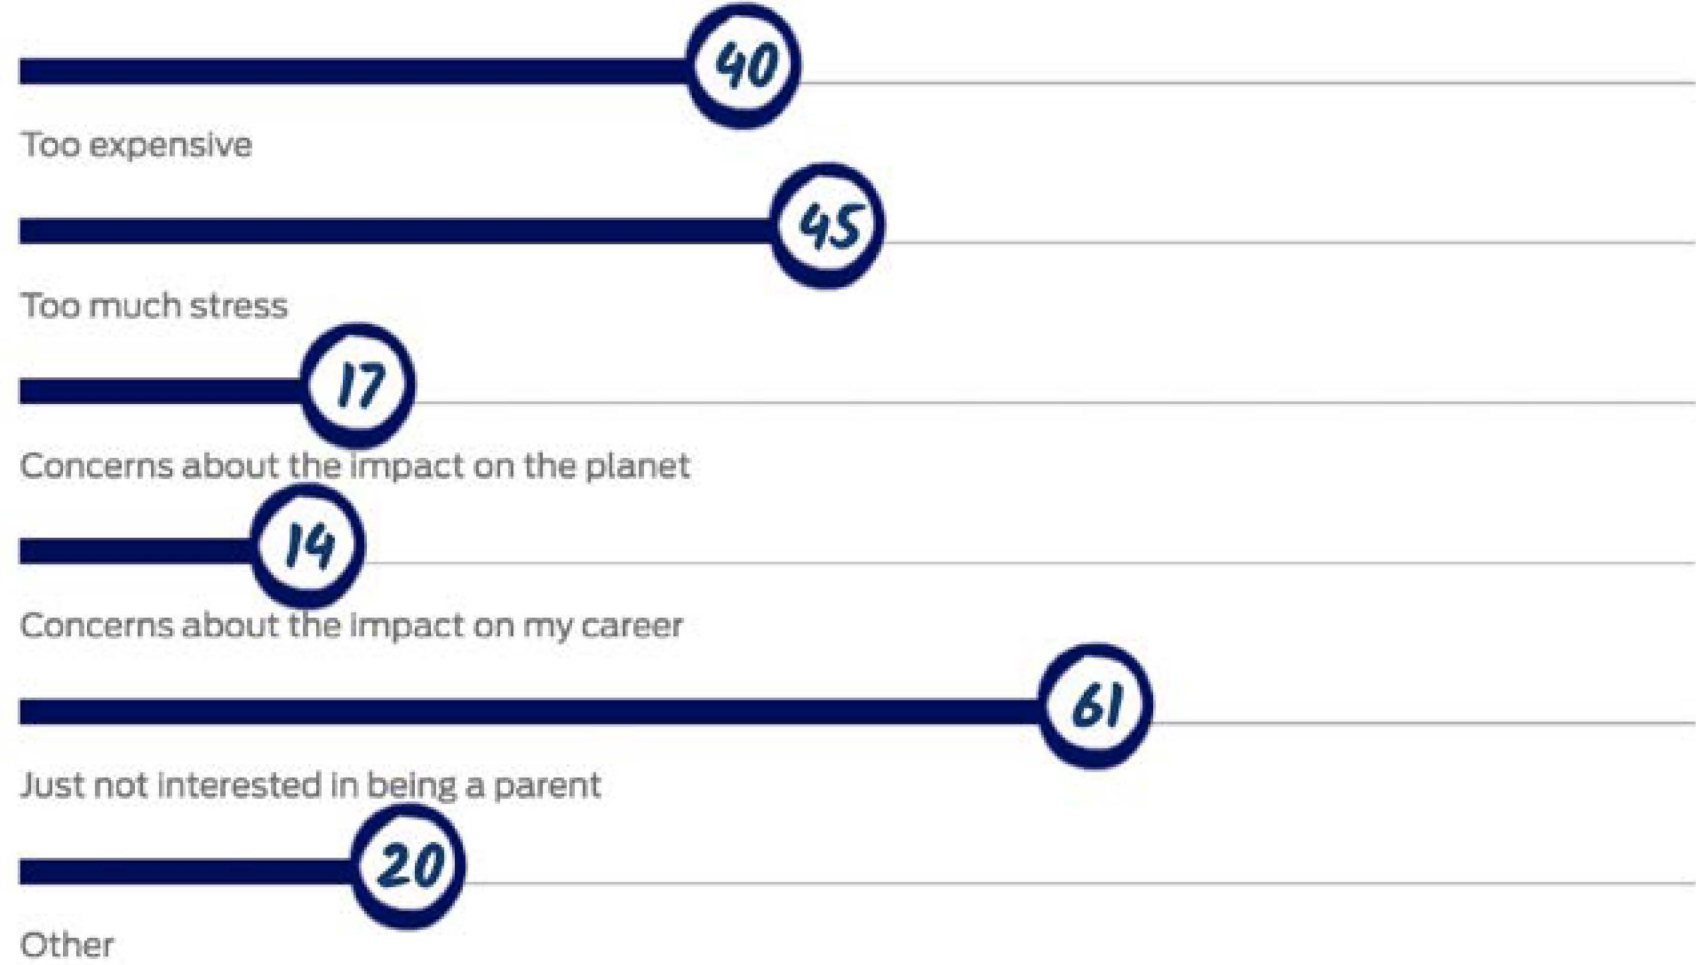 40
Too expensive
45
Too much stress
17
Concerns about the impact on the planet
14
Concerns about the impact on my career
61
Just not interested in being a parent
20
Other